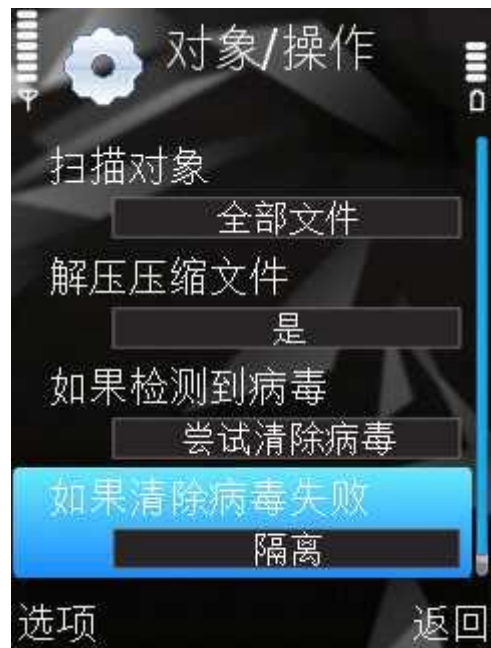 对象/操作
扫描对象
全部文件
解压压缩文件
是
如果检测到病毒
尝试清除病毒
如果清除病毒失败
隔离
选项
返回